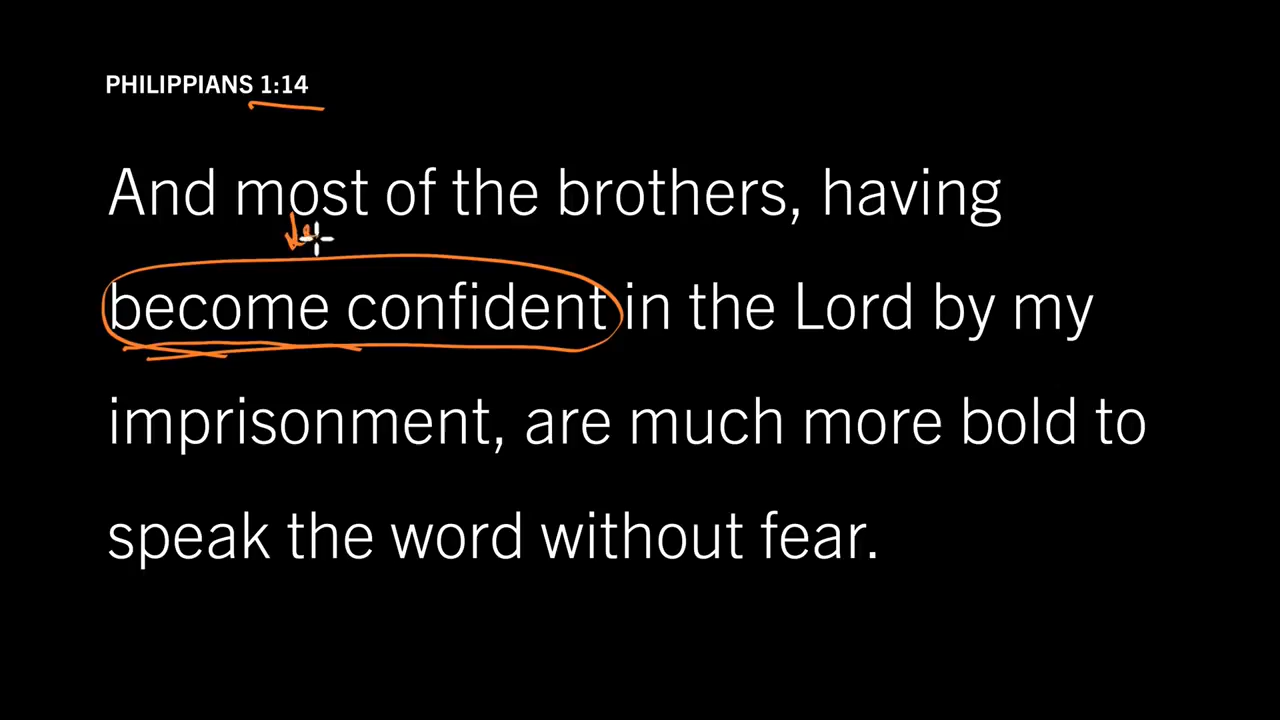 PHILIPPIANS 1:14
And most of the brothers, having
become confident in the Lord by my
imprisonment, are much more bold to
speak the word without fear.